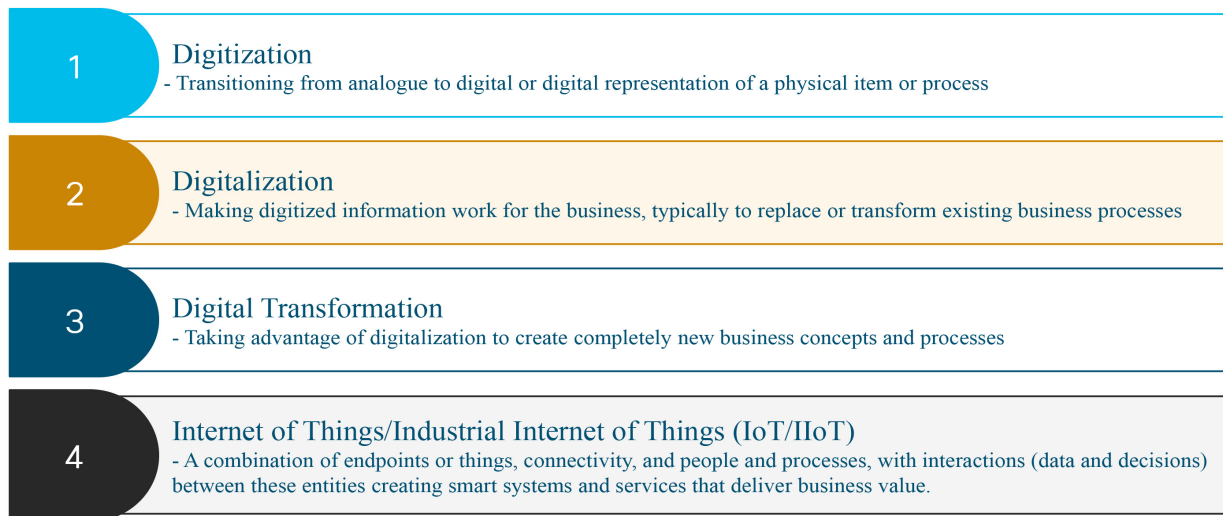 1
Digitization
- Transitioning from analogue to digital or digital representation of a physical item or process
2
Digitalization
- Making digitized information work for the business, typically to replace or transform existing business processes
3
Digital Transformation
- Taking advantage of digitalization to create completely new business concepts and processes
4
Internet of Things/Industrial Internet of Things (IoT/IIoT)
- A combination of endpoints or things, connectivity, and people and processes, with interactions (data and decisions)
between these entities creating smart systems and services that deliver business value.